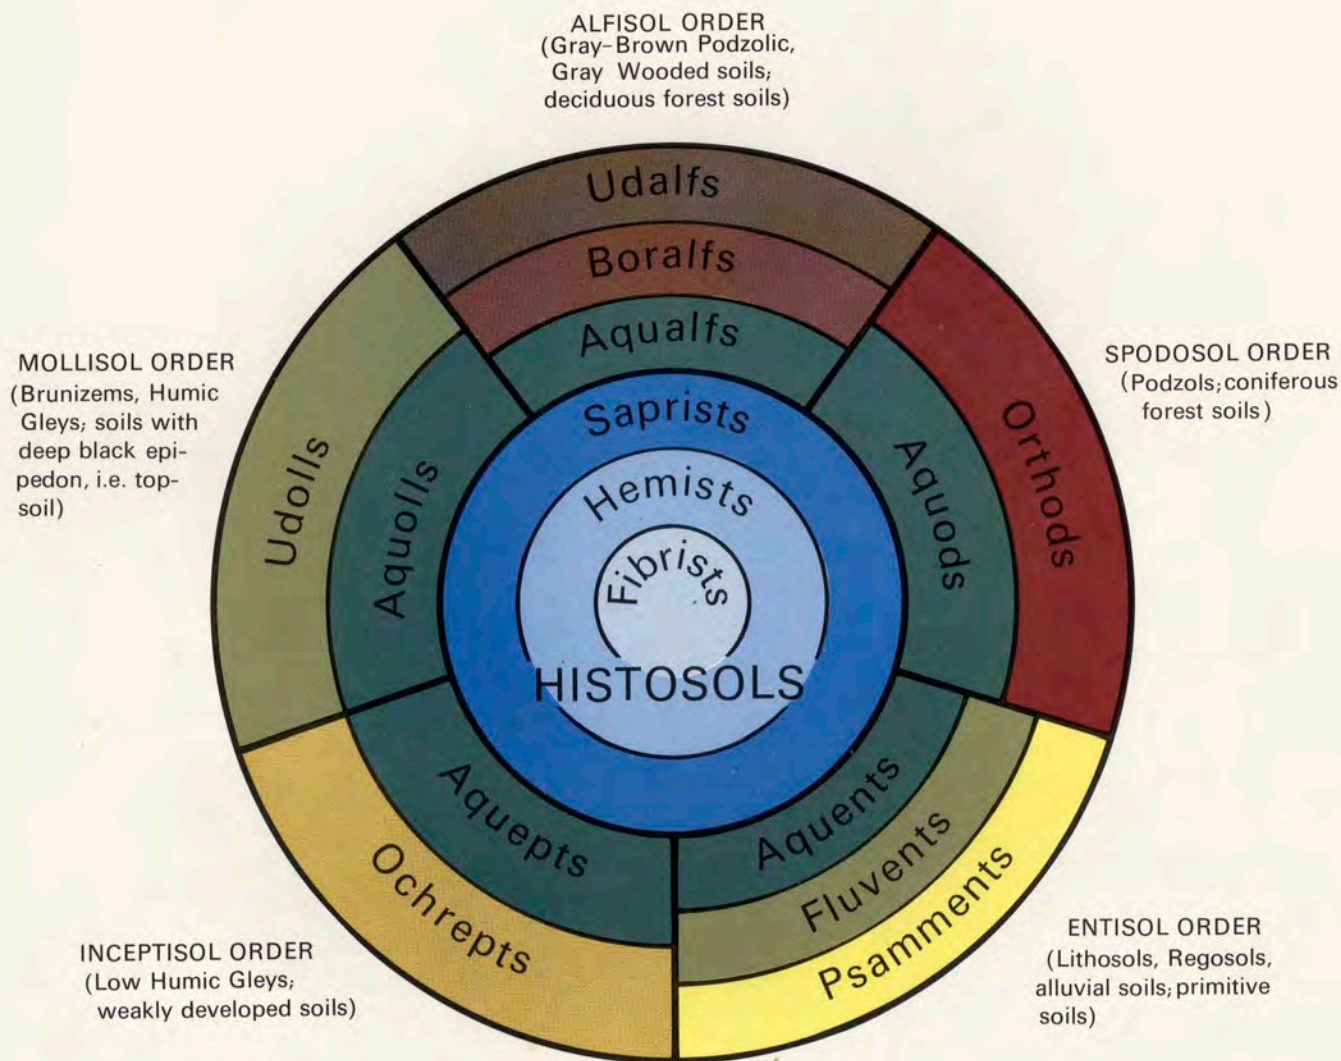 ALFISOL ORDER
(Gray-Brown Podzolic,
Gray Wooded soils;
deciduous forest soils)
Udalfs
Boralfs
Aqualfs
MOLLISOL ORDER
(Brunizems, Humic
Gleys; soils with
deep black epi-
pedon, i.e. top-
soil)
Udolls
Aquolls
SPODOSOL ORDER
(Podzols; coniferous
forest soils)
Orthods
Aquods
Saprists
Hemists
Fibrists
HISTOSOLS
Aquepts
Ochrepts
INCEPTISOL ORDER
(Low Humic Gleys;
weakly developed soils)
Aquents
Fluvents
Psamments
ENTISOL ORDER
(Lithosols, Regosols,
alluvial soils; primitive
soils)